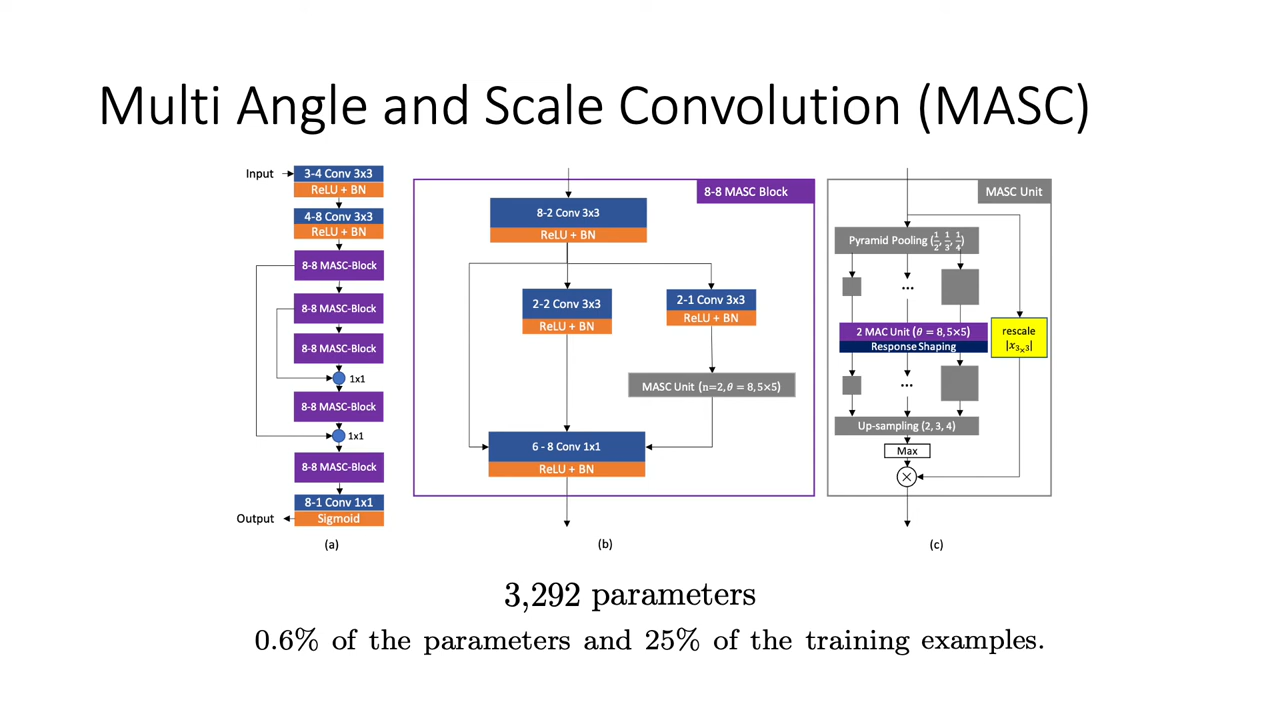 Multi Angle and Scale Convolution (MASC)
Input
3-4 Conv 3x3
ReLU + BN
4-8 Conv 3x3
ReLU + BN
8-8 MASC-Block
8-8 MASC-Block
8-8 MASC-Block
1x1
8-8 MASC-Block
1x1
8-8 MASC-Block
8-1 Conv 1x1
Output
Sigmoid
(a)
8-8 MASC Block
8-2 Conv 3x3
ReLU + BN
2-2 Conv 3x3
ReLU + BN
2-1 Conv 3x3
ReLU + BN
MASC Unit (n=2, θ = 8, 5×5)
6 - 8 Conv 1x1
ReLU + BN
(b)
MASC Unit
Pyramid Pooling (1/2, 1/3, 1/4)
...
2 MAC Unit (θ = 8, 5×5)
Response Shaping
rescale
|x3×3|
...
Up-sampling (2, 3, 4)
Max
(c)
3,292 parameters
0.6% of the parameters and 25% of the training examples.